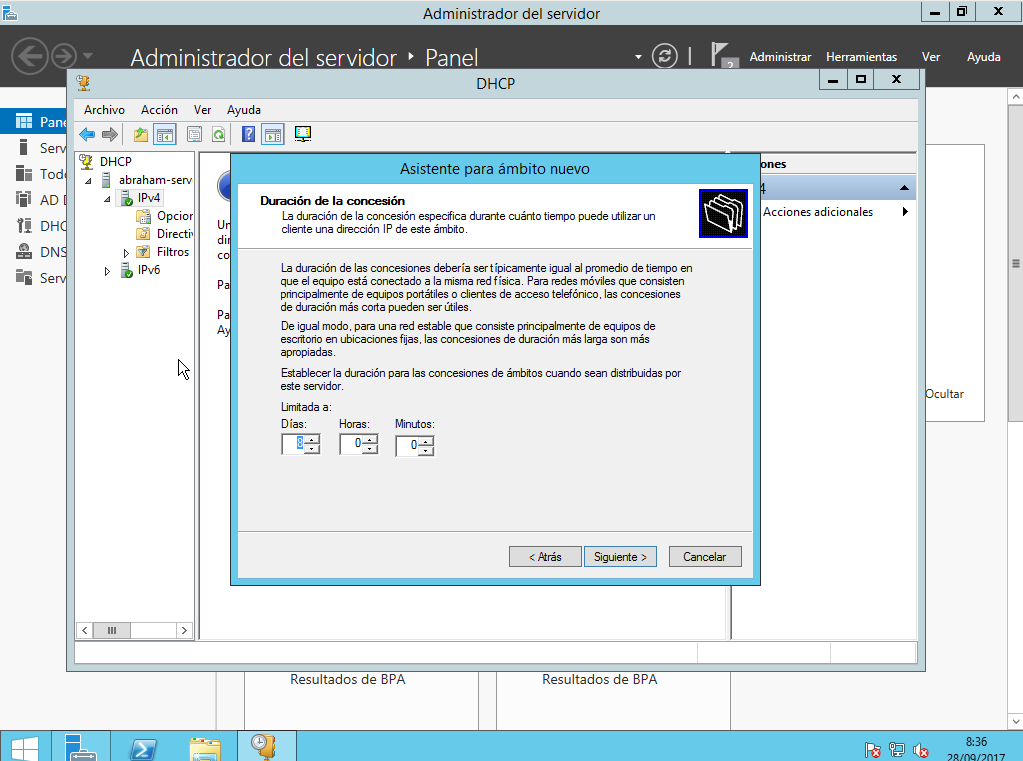 Administrador del servidor
Administrador del servidor
Panel
Administrar
Herramientas
Ver
Ayuda
DHCP
Archivo
Acción
Ver
Ayuda
DHCP
abraham-serv
IPv4
Opcion
Directiv
Filtros
IPv6
Asistente para ámbito nuevo
Duración de la concesión
La duración de la concesión especifica durante cuánto tiempo puede utilizar un
cliente una dirección IP de este ámbito.
La duración de las concesiones debería ser típicamente igual al promedio de tiempo en
que el equipo está conectado a la misma red física. Para redes móviles que consisten
principalmente de equipos portátiles o clientes de acceso telefónico, las concesiones
de duración más corta pueden ser útiles.
De igual modo, para una red estable que consiste principalmente de equipos de
escritorio en ubicaciones fijas, las concesiones de duración más larga son más
apropiadas.
Establecer la duración para las concesiones de ámbitos cuando sean distribuidas por
este servidor.
Limitada a:
Días:
Horas:
Minutos:
8
0
0
< Atrás
Siguiente >
Cancelar
ones
4
Acciones adicionales
Pane
Serv
Todo
AD D
DHC
DNS
Serv
Un
dir
co
Pa
Pa
Ay
Ocultar
Resultados de BPA
Resultados de BPA
8:36
28/09/2017